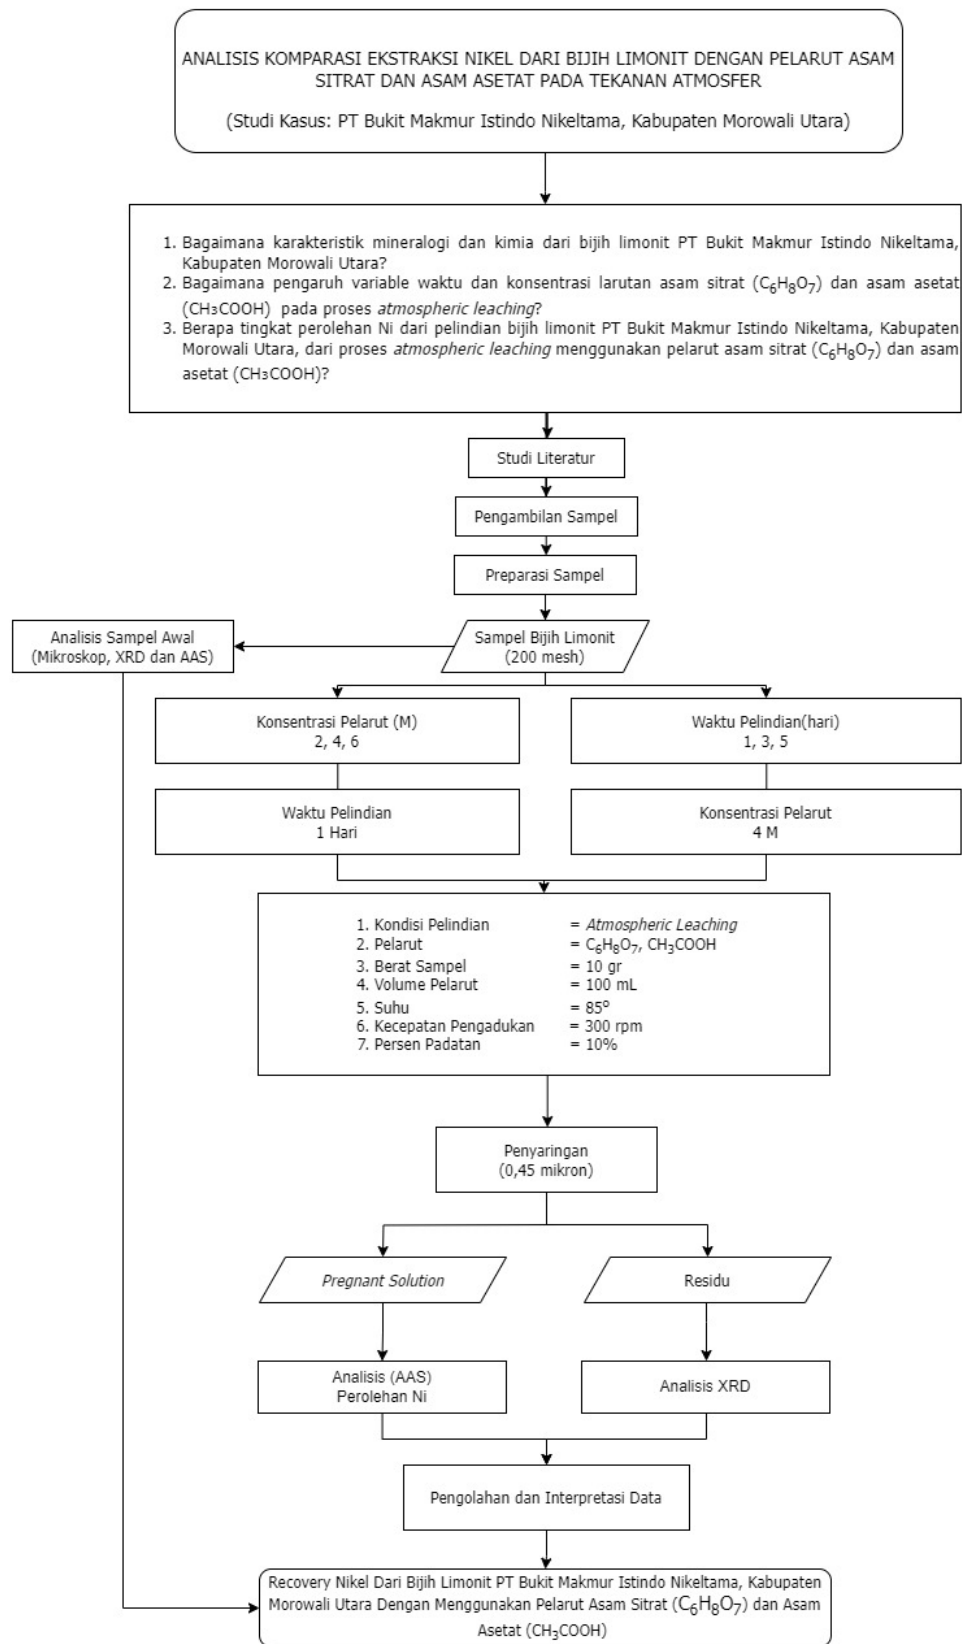 ANALISIS KOMPARASI EKSTRAKSI NIKEL DARI BIJIH LIMONIT DENGAN PELARUT ASAM
SITRAT DAN ASAM ASETAT PADA TEKANAN ATMOSFER
(Studi Kasus: PT Bukit Makmur Istindo Nikeltama, Kabupaten Morowali Utara)
1. Bagaimana karakteristik mineralogi dan kimia dari bijih limonit PT Bukit Makmur Istindo Nikeltama,
Kabupaten Morowali Utara?
2. Bagaimana pengaruh variable waktu dan konsentrasi larutan asam sitrat (C₆H₈O₇) dan asam asetat
(CH₃COOH) pada proses atmospheric leaching?
3. Berapa tingkat perolehan Ni dari pelindian bijih limonit PT Bukit Makmur Istindo Nikeltama, Kabupaten
Morowali Utara, dari proses atmospheric leaching menggunakan pelarut asam sitrat (C₆H₈O₇) dan asam
asetat (CH₃COOH)?
Studi Literatur
Pengambilan Sampel
Preparasi Sampel
Analisis Sampel Awal
(Mikroskop, XRD dan AAS)
Sampel Bijih Limonit
(200 mesh)
Konsentrasi Pelarut (M)
2, 4, 6
Waktu Pelindian(hari)
1, 3, 5
Waktu Pelindian
1 Hari
Konsentrasi Pelarut
4 M
1. Kondisi Pelindian = Atmospheric Leaching
2. Pelarut = C₆H₈O₇, CH₃COOH
3. Berat Sampel = 10 gr
4. Volume Pelarut = 100 mL
5. Suhu = 85⁰
6. Kecepatan Pengadukan = 300 rpm
7. Persen Padatan = 10%
Penyaringan
(0,45 mikron)
Pregnant Solution
Residu
Analisis (AAS)
Perolehan Ni
Analisis XRD
Pengolahan dan Interpretasi Data
Recovery Nikel Dari Bijih Limonit PT Bukit Makmur Istindo Nikeltama, Kabupaten
Morowali Utara Dengan Menggunakan Pelarut Asam Sitrat (C₆H₈O₇) dan Asam
Asetat (CH₃COOH)